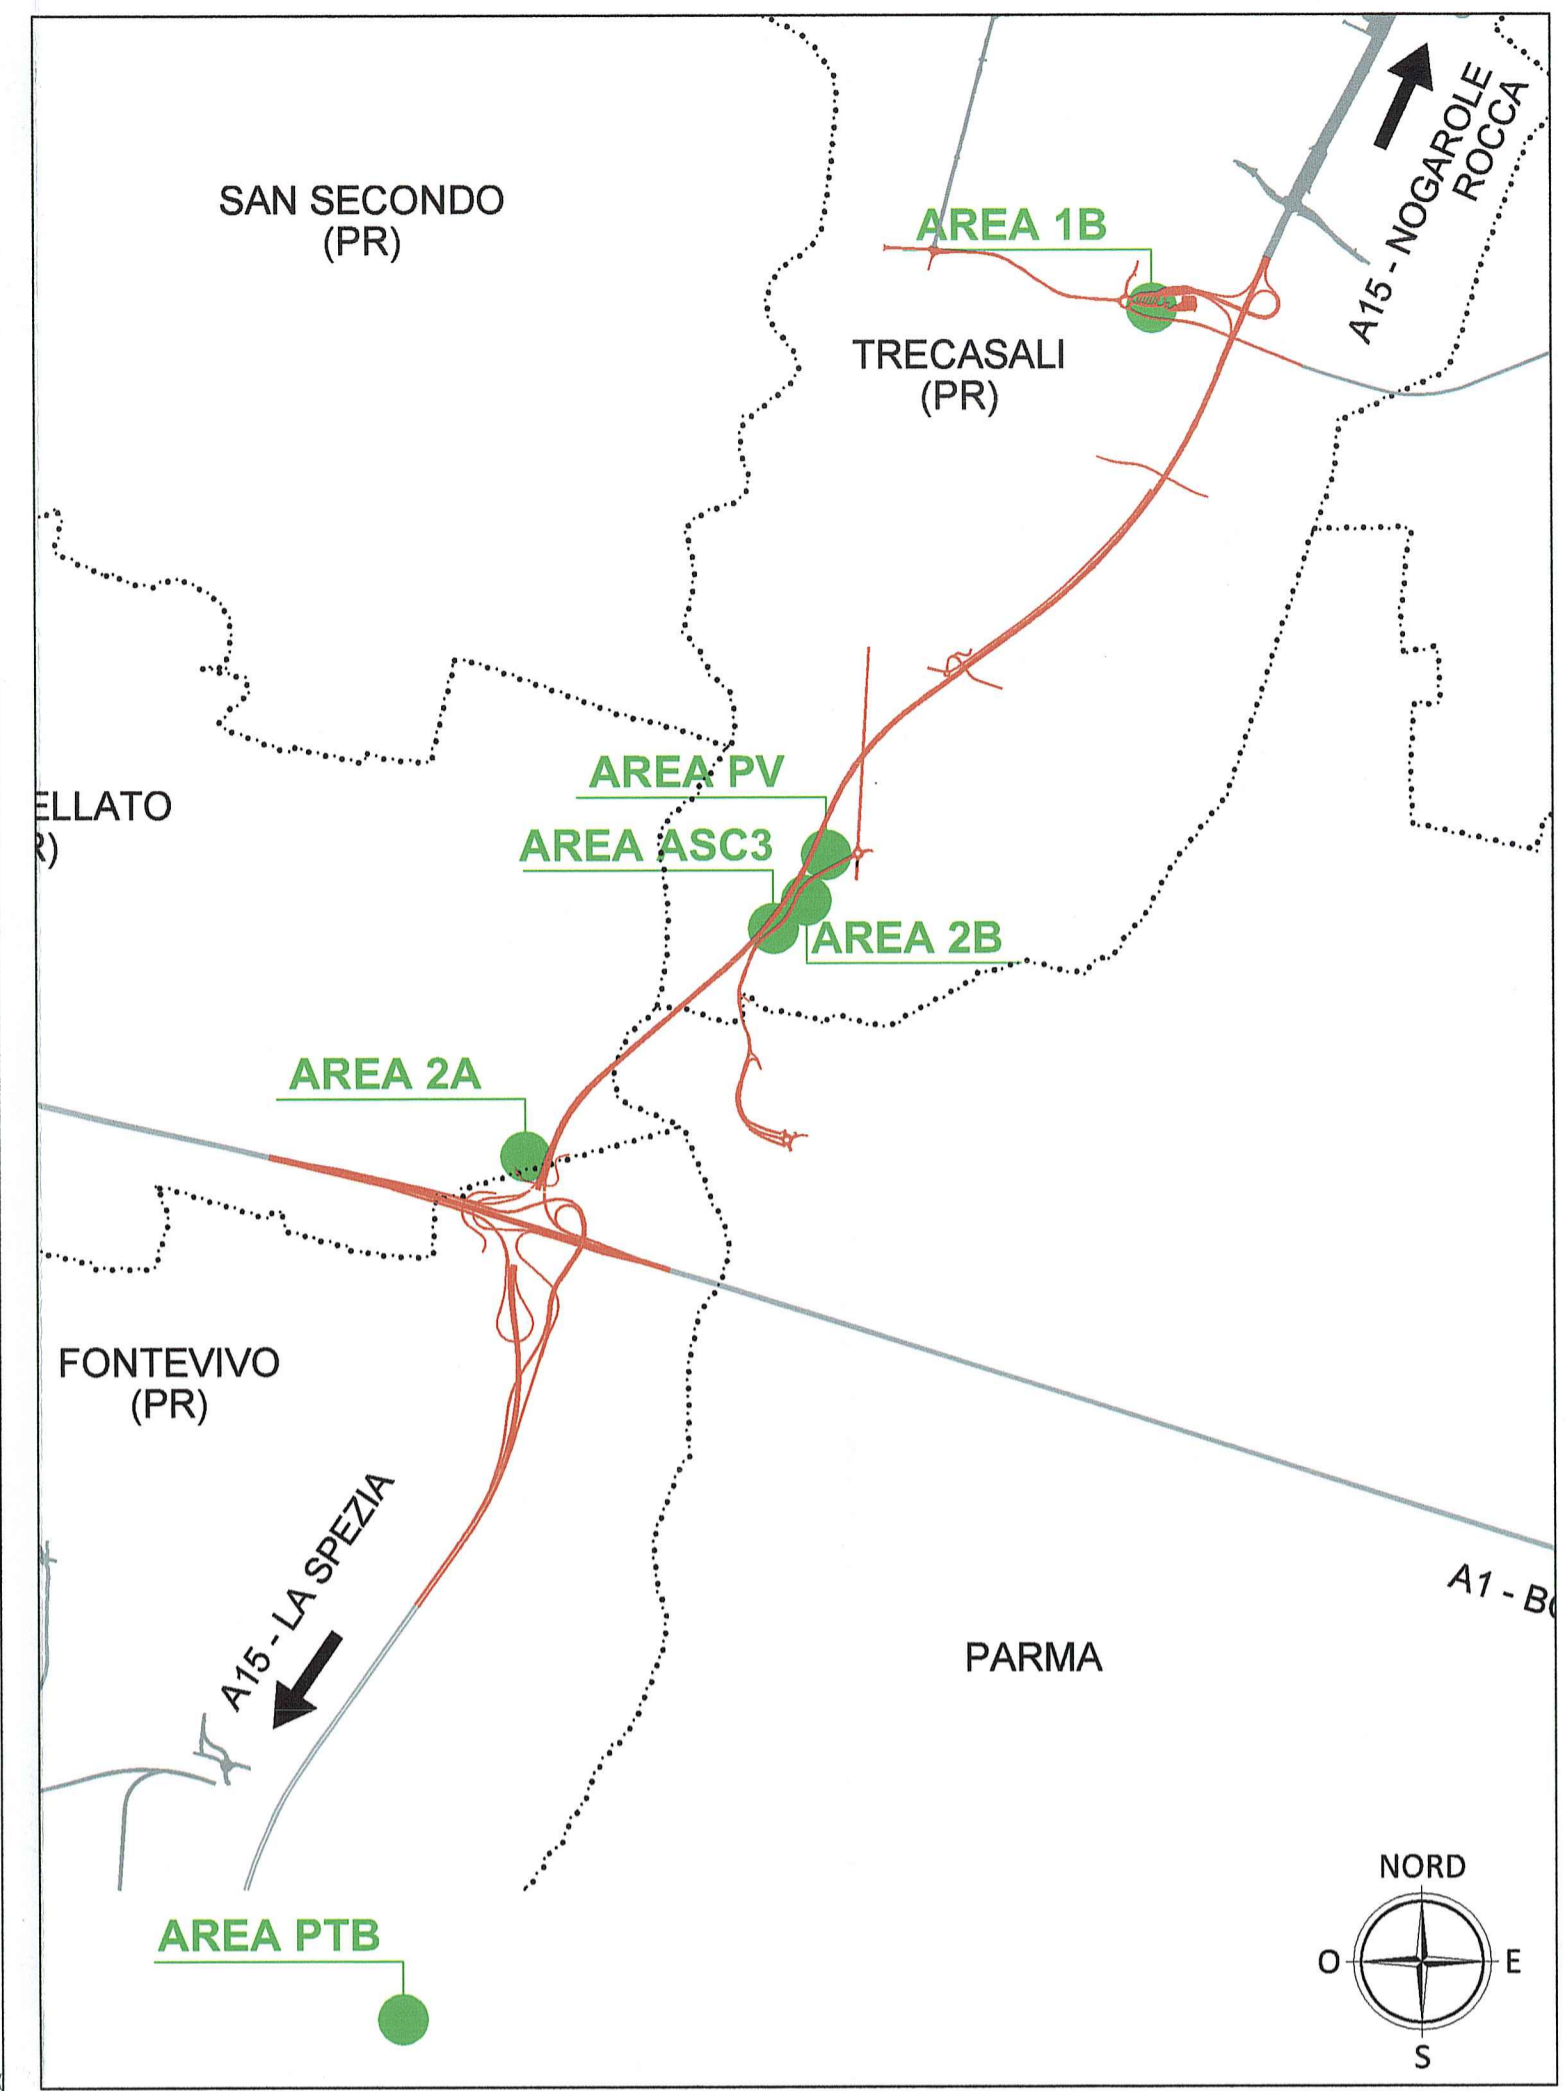 A15 - NOGAROLE
ROCCA
SAN SECONDO
(PR)
AREA 1B
TRECASALI
(PR)
AREA PV
ELLATO
R)
AREA ASC3
AREA 2B
AREA 2A
FONTEVIVO
(PR)
A15 - LA SPEZIA
A1 - BO
PARMA
NORD
O
E
S
AREA PTB